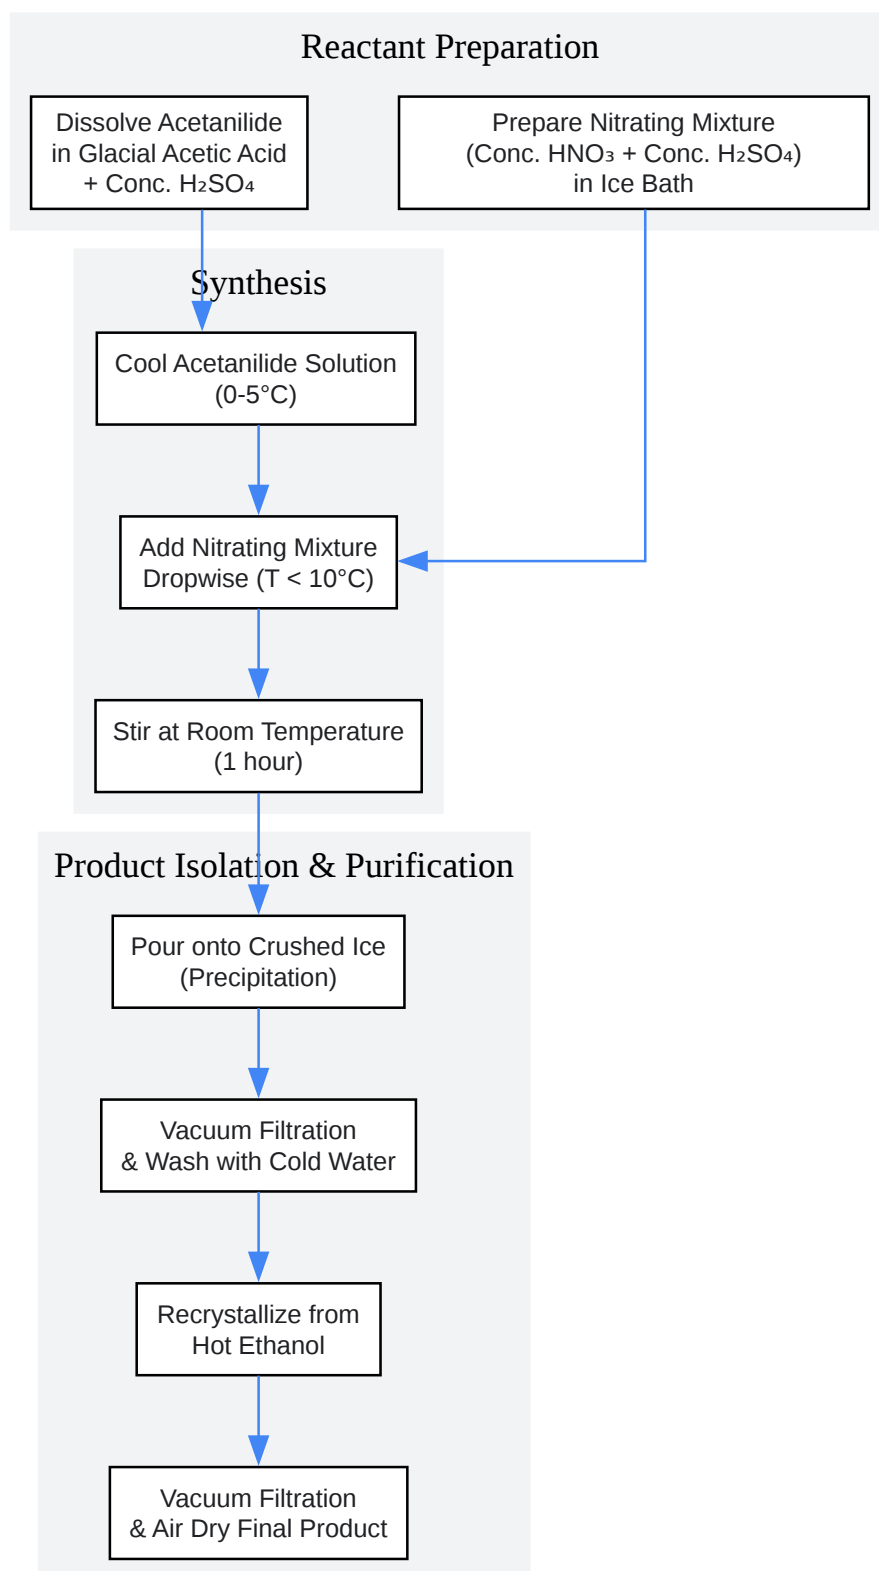 Reactant Preparation
Dissolve Acetanilide
in Glacial Acetic Acid
+ Conc. H₂SO₄
Prepare Nitrating Mixture
(Conc. HNO₃ + Conc. H₂SO₄)
in Ice Bath
Synthesis
Cool Acetanilide Solution
(0-5°C)
Add Nitrating Mixture
Dropwise (T < 10°C)
Stir at Room Temperature
(1 hour)
Product Isolation & Purification
Pour onto Crushed Ice
(Precipitation)
Vacuum Filtration
& Wash with Cold Water
Recrystallize from
Hot Ethanol
Vacuum Filtration
& Air Dry Final Product